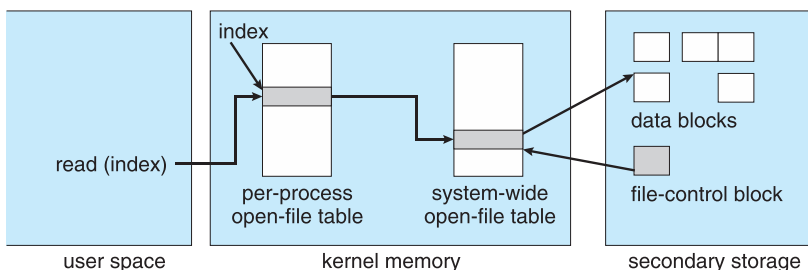 index
read (index)
per-process
open-file table
system-wide
open-file table
data blocks
file-control block
user space
kernel memory
secondary storage